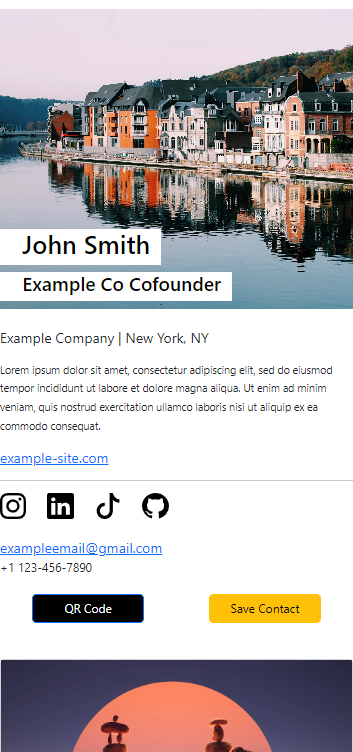 John Smith
Example Co Cofounder
Example Company | New York, NY
Lorem ipsum dolor sit amet, consectetur adipiscing elit, sed do eiusmod
tempor incididunt ut labore et dolore magna aliqua. Ut enim ad minim
veniam, quis nostrud exercitation ullamco laboris nisi ut aliquip ex ea
commodo consequat.
example-site.com
in
exampleemail@gmail.com
+1 123-456-7890
QR Code
Save Contact